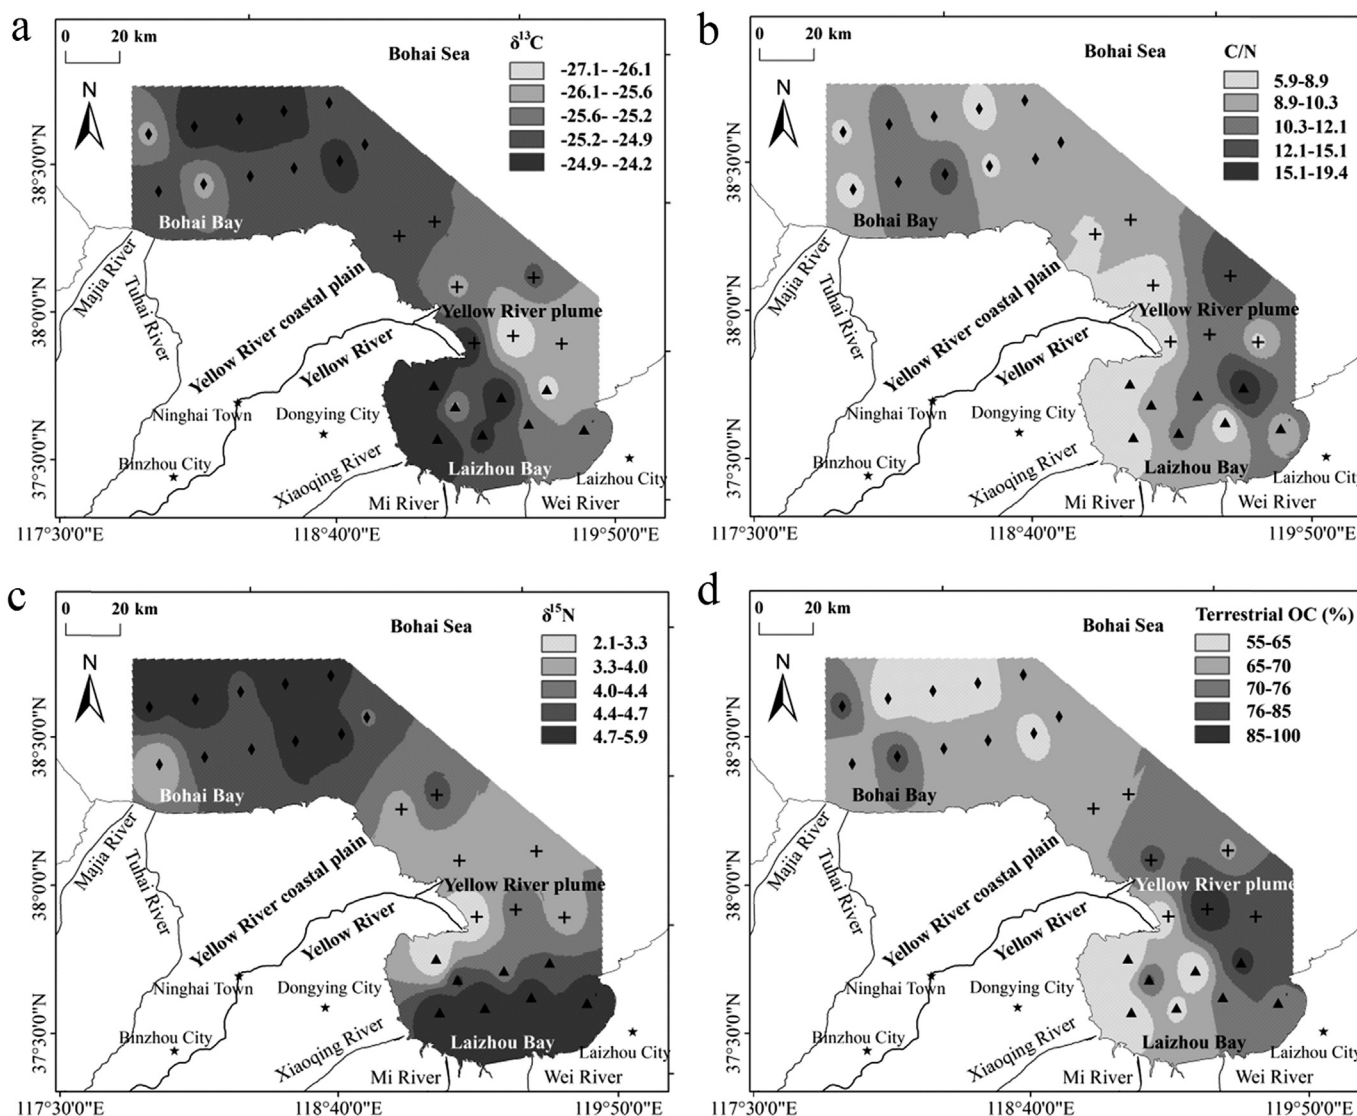 a
0 20 km
Bohai Sea
δ13C
-27.1- -26.1
-26.1- -25.6
-25.6- -25.2
-25.2- -24.9
-24.9- -24.2
N
38°30'0"N
38°0'0"N
37°30'0"N
Bohai Bay
Majia River
Tuhai River
Yellow River coastal plain
Yellow River
Yellow River plume
Ninghai Town
Dongying City
Binzhou City
Xiaoqing River
Laizhou Bay
Laizhou City
Mi River
Wei River
117°30'0"E
118°40'0"E
119°50'0"E
b
0 20 km
Bohai Sea
C/N
5.9-8.9
8.9-10.3
10.3-12.1
12.1-15.1
15.1-19.4
N
38°30'0"N
38°0'0"N
37°30'0"N
Bohai Bay
Majia River
Tuhai River
Yellow River coastal plain
Yellow River
Yellow River plume
Ninghai Town
Dongying City
Binzhou City
Xiaoqing River
Laizhou Bay
Laizhou City
Mi River
Wei River
117°30'0"E
118°40'0"E
119°50'0"E
c
0 20 km
Bohai Sea
δ15N
2.1-3.3
3.3-4.0
4.0-4.4
4.4-4.7
4.7-5.9
N
38°30'0"N
38°0'0"N
37°30'0"N
Bohai Bay
Majia River
Tuhai River
Yellow River coastal plain
Yellow River
Yellow River plume
Ninghai Town
Dongying City
Binzhou City
Xiaoqing River
Laizhou Bay
Laizhou City
Mi River
Wei River
117°30'0"E
118°40'0"E
119°50'0"E
d
0 20 km
Bohai Sea
Terrestrial OC (%)
55-65
65-70
70-76
76-85
85-100
N
38°30'0"N
38°0'0"N
37°30'0"N
Bohai Bay
Majia River
Tuhai River
Yellow River coastal plain
Yellow River
Yellow River plume
Ninghai Town
Dongying City
Binzhou City
Xiaoqing River
Laizhou Bay
Laizhou City
Mi River
Wei River
117°30'0"E
118°40'0"E
119°50'0"E